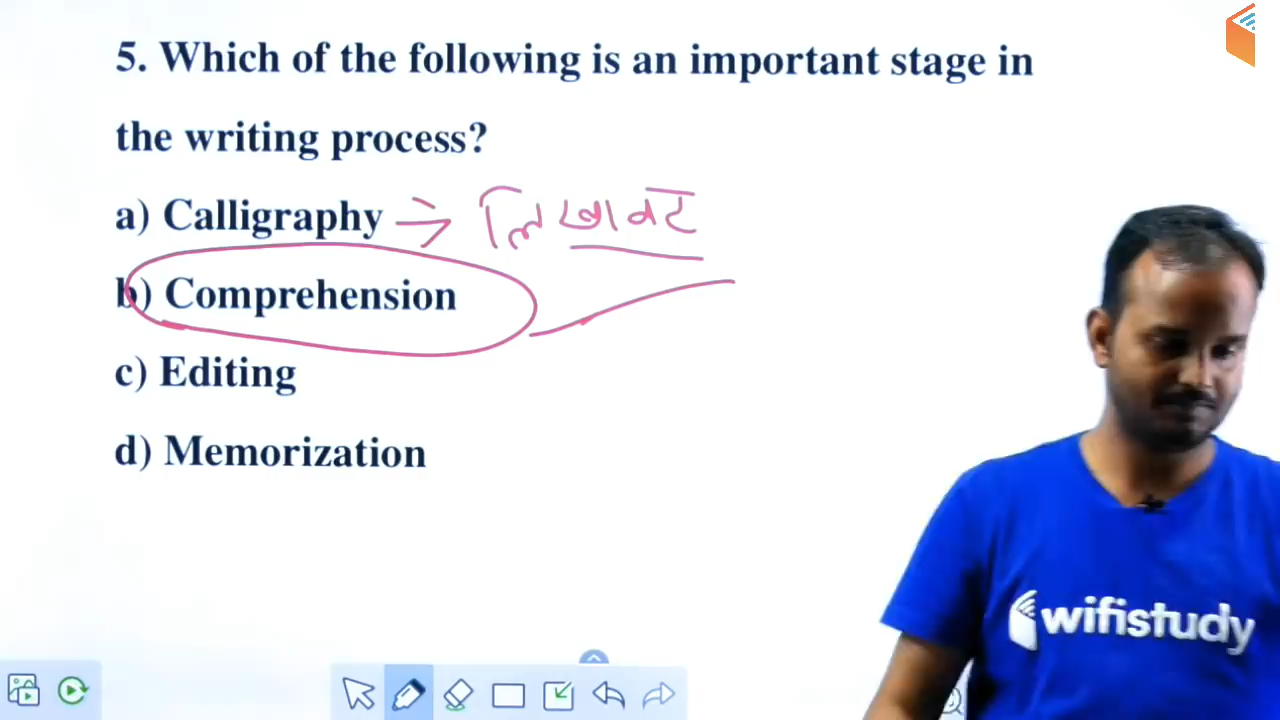 5. Which of the following is an important stage in
the writing process?
a) Calligraphy → लिखावट
b) Comprehension
c) Editing
d) Memorization
wifistudy